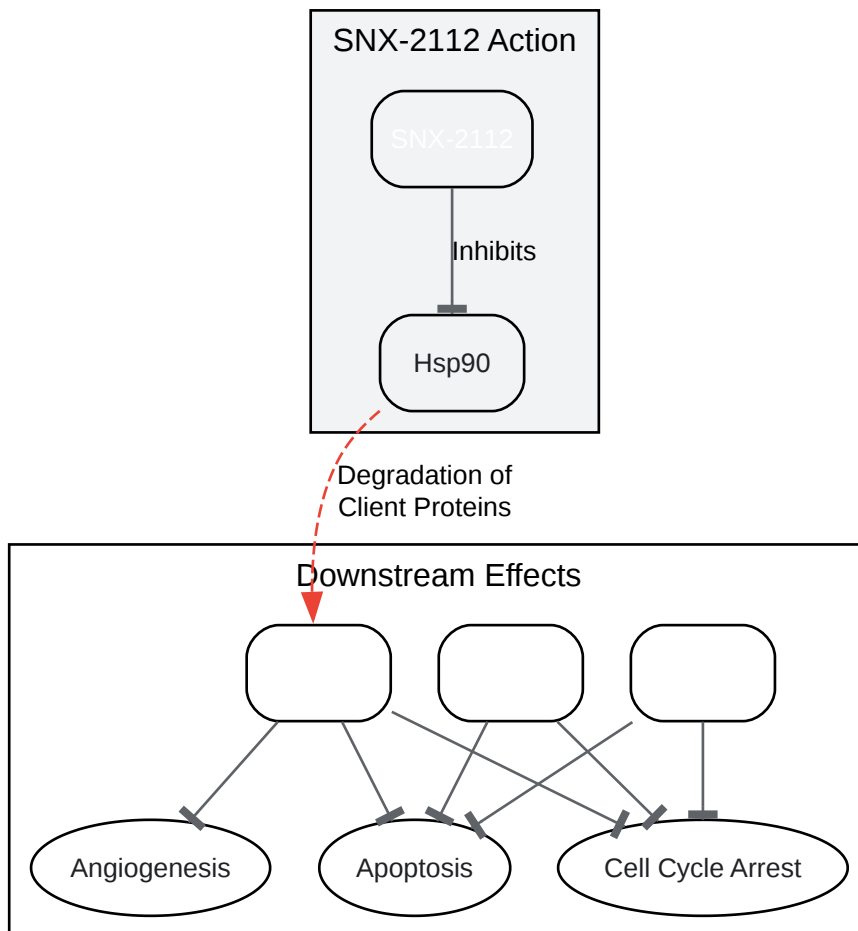 SNX-2112 Action
SNX-2112
Inhibits
Hsp90
Degradation of
Client Proteins
Downstream Effects
Angiogenesis
Apoptosis
Cell Cycle Arrest